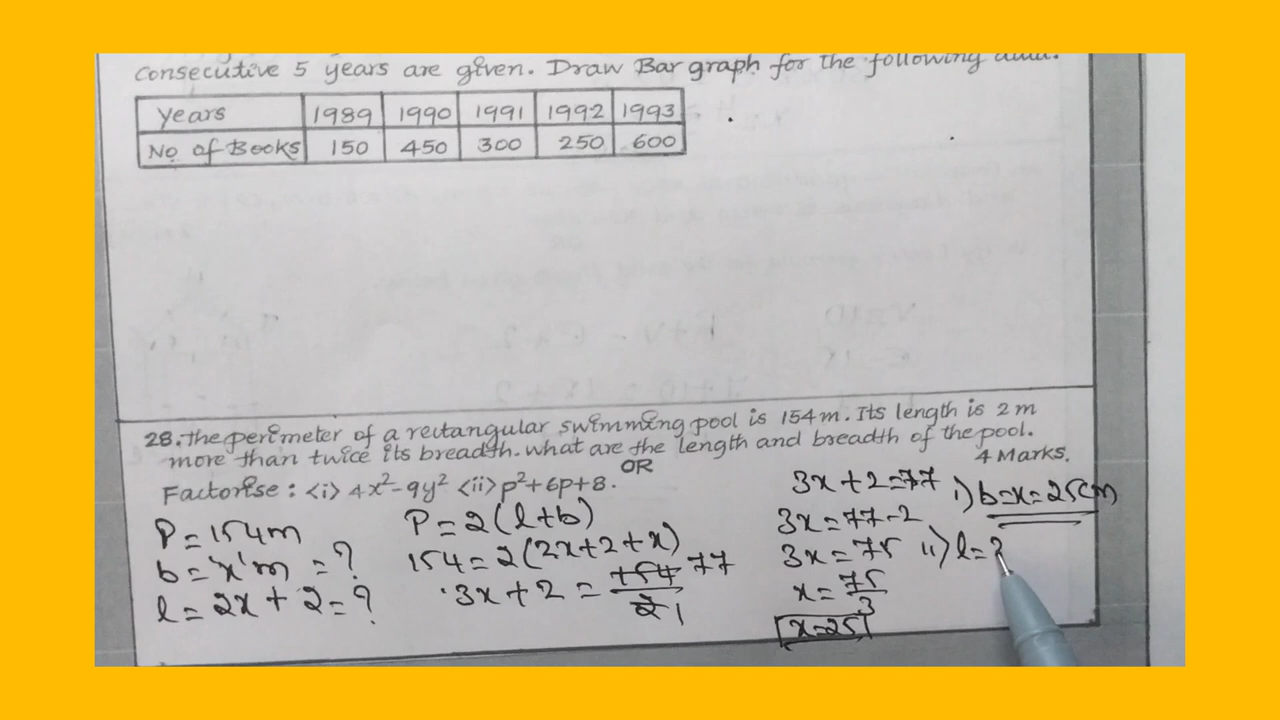 consecutive 5 years are given. Draw Bar graph for the following data.
Years 1989 1990 1991 1992 1993
No of Books 150 450 300 250 600
28. the perimeter of a rectangular swimming pool is 154m. Its length is 2m
more than twice its breadth. what are the length and breadth of the pool.
4 Marks.
OR
Factorise : <i> 4x²-9y² <ii> p²+6p+8.
P=154m
b='x'm =?
l=2x+2=?
P=2(l+b)
154=2(2x+2+x)
3x+2 = 154/2 77 1
3x+2=77
3x=77-2
3x=75
x=75/3
x=25
i) b=x=25cm
ii) l=2